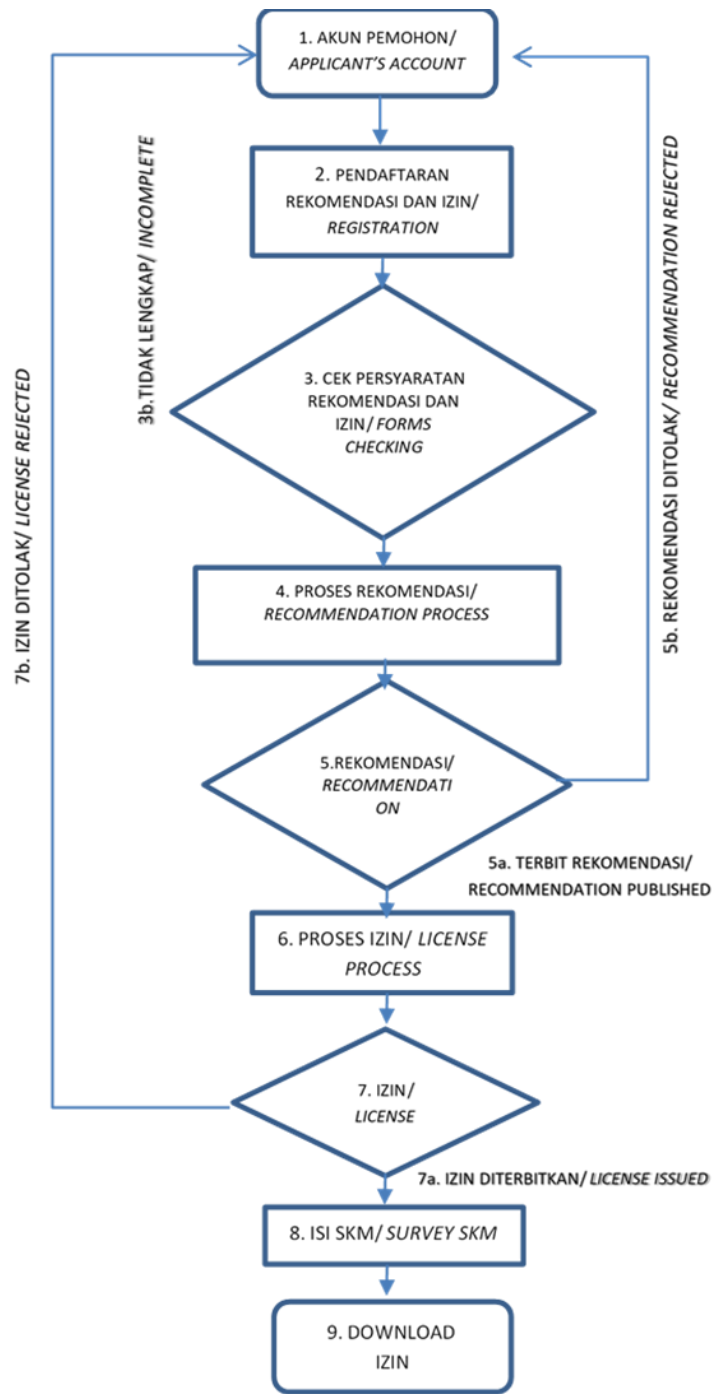 1. AKUN PEMOHON/
APPLICANT'S ACCOUNT
2. PENDAFTARAN
REKOMENDASI DAN IZIN/
REGISTRATION
3b.TIDAK LENGKAP/ INCOMPLETE
3. CEK PERSYARATAN
REKOMENDASI DAN
IZIN/ FORMS
CHECKING
5b. REKOMENDASI DITOLAK/ RECOMMENDATION REJECTED
7b. IZIN DITOLAK/ LICENSE REJECTED
4. PROSES REKOMENDASI/
RECOMMENDATION PROCESS
5.REKOMENDASI/
RECOMMENDATI
ON
5a. TERBIT REKOMENDASI/
RECOMMENDATION PUBLISHED
6. PROSES IZIN/ LICENSE
PROCESS
7. IZIN/
LICENSE
7a. IZIN DITERBITKAN/ LICENSE ISSUED
8. ISI SKM/ SURVEY SKM
9. DOWNLOAD
IZIN